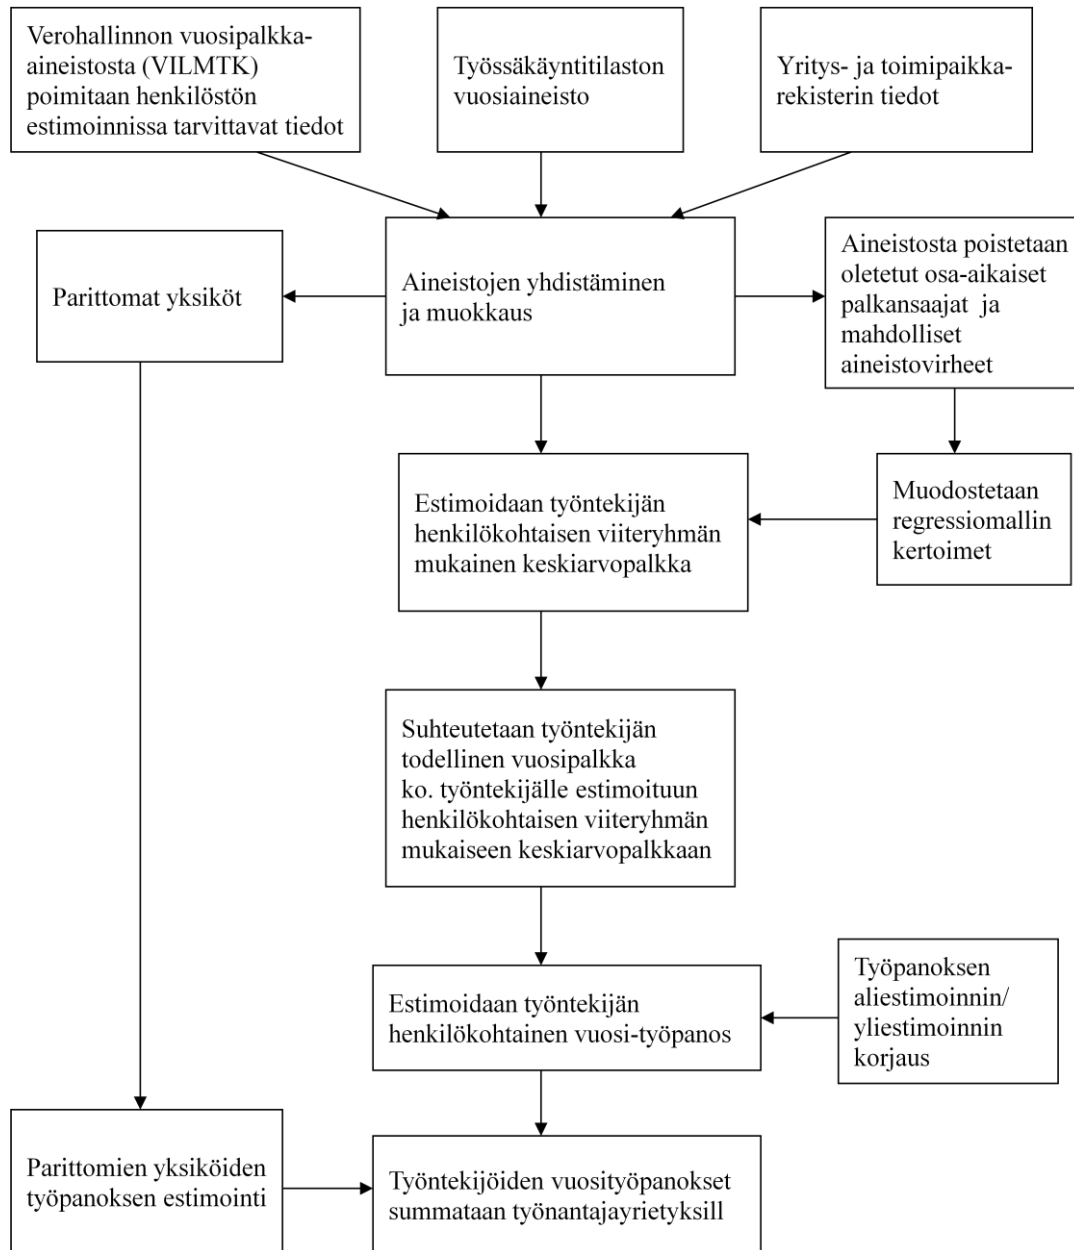 Verohallinnon vuosipalkka-
aineistosta (VILMTK)
poimitaan henkilöstön
estimoinnissa tarvittavat tiedot
Työssäkäyntitilaston
vuosiaineisto
Yritys- ja toimipaikka-
rekisterin tiedot
Parittomat yksiköt
Aineistojen yhdistäminen
ja muokkaus
Aineistosta poistetaan
oletetut osa-aikaiset
palkansaajat ja
mahdolliset
aineistovirheet
Estimoidaan työntekijän
henkilökohtaisen viiteryhmän
mukainen keskiarvopalkka
Muodostetaan
regressiomallin
kertoimet
Suhteutetaan työntekijän
todellinen vuosipalkka
ko. työntekijälle estimoituun
henkilökohtaisen viiteryhmän
mukaiseen keskiarvopalkkaan
Estimoidaan työntekijän
henkilökohtainen vuosi-työpanos
Työpanoksen
aliestimoinnin/
yliestimoinnin
korjaus
Parittomien yksiköiden
työpanoksen estimointi
Työntekijöiden vuosityöpanokset
summataan työnantajayrietyksill